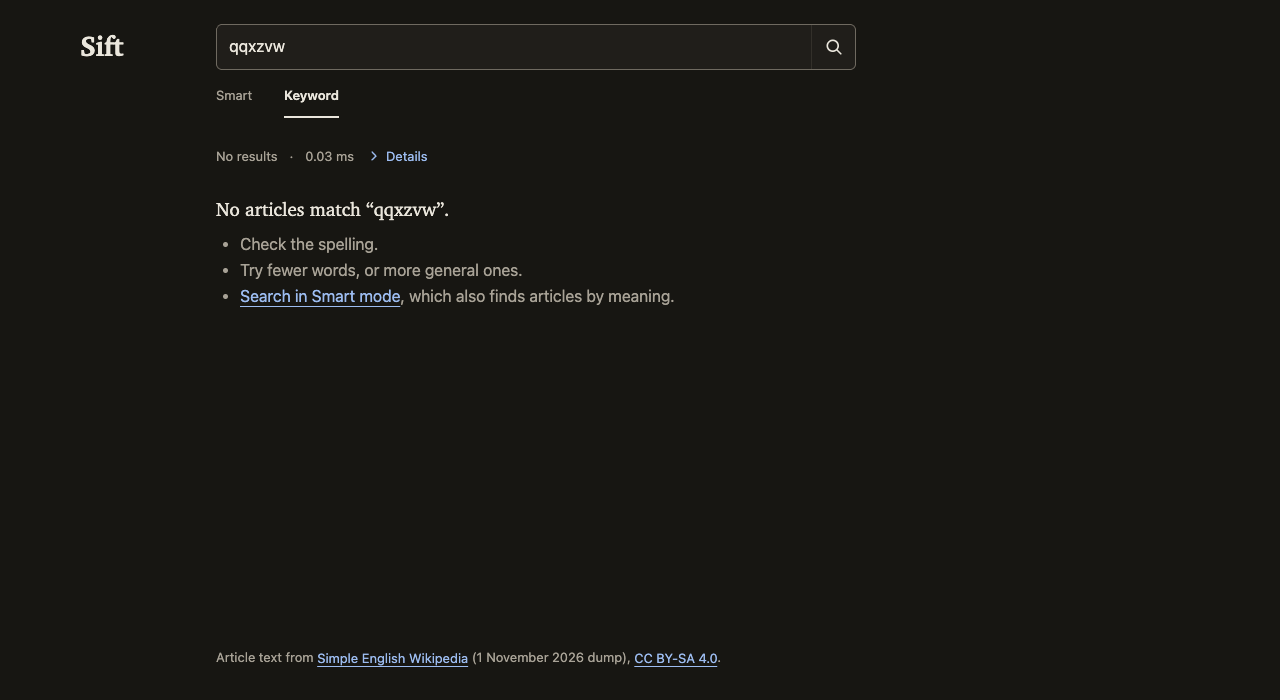 Sift
qqxzvw
Smart Keyword
No results · 0.03 ms Details
No articles match “qqxzvw”.
• Check the spelling.
• Try fewer words, or more general ones.
• Search in Smart mode, which also finds articles by meaning.
Article text from Simple English Wikipedia (1 November 2026 dump), CC BY-SA 4.0.